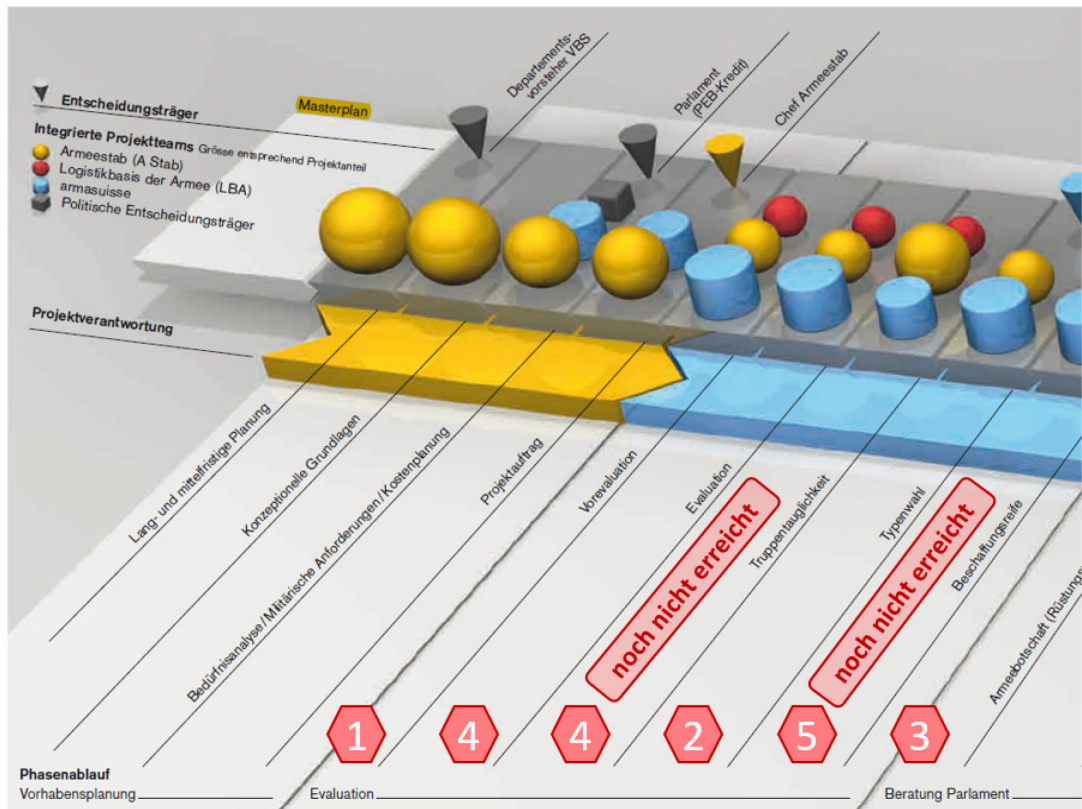 Departements-
vorsteher VBS
Parlament
(PEB-Kredit)
Chef Armeestab
Entscheidungsträger
Masterplan
Integrierte Projektteams Grösse entsprechend Projektanteil
Armeestab (A Stab)
Logistikbasis der Armee (LBA)
armasuisse
Politische Entscheidungsträger
Projektverantwortung
Lang- und mittelfristige Planung
Konzeptionelle Grundlagen
Bedürfnisanalyse/Militärische Anforderungen/Kostenplanung
Projektauftrag
Vorevaluation
Evaluation
noch nicht erreicht
Truppentauglichkeit
Typenwahl
noch nicht erreicht
Beschaffungsreife
Armeebotschaft (Rüstungs
1 4 4 2 5 3
Phasenablauf
Vorhabensplanung Evaluation Beratung Parlament